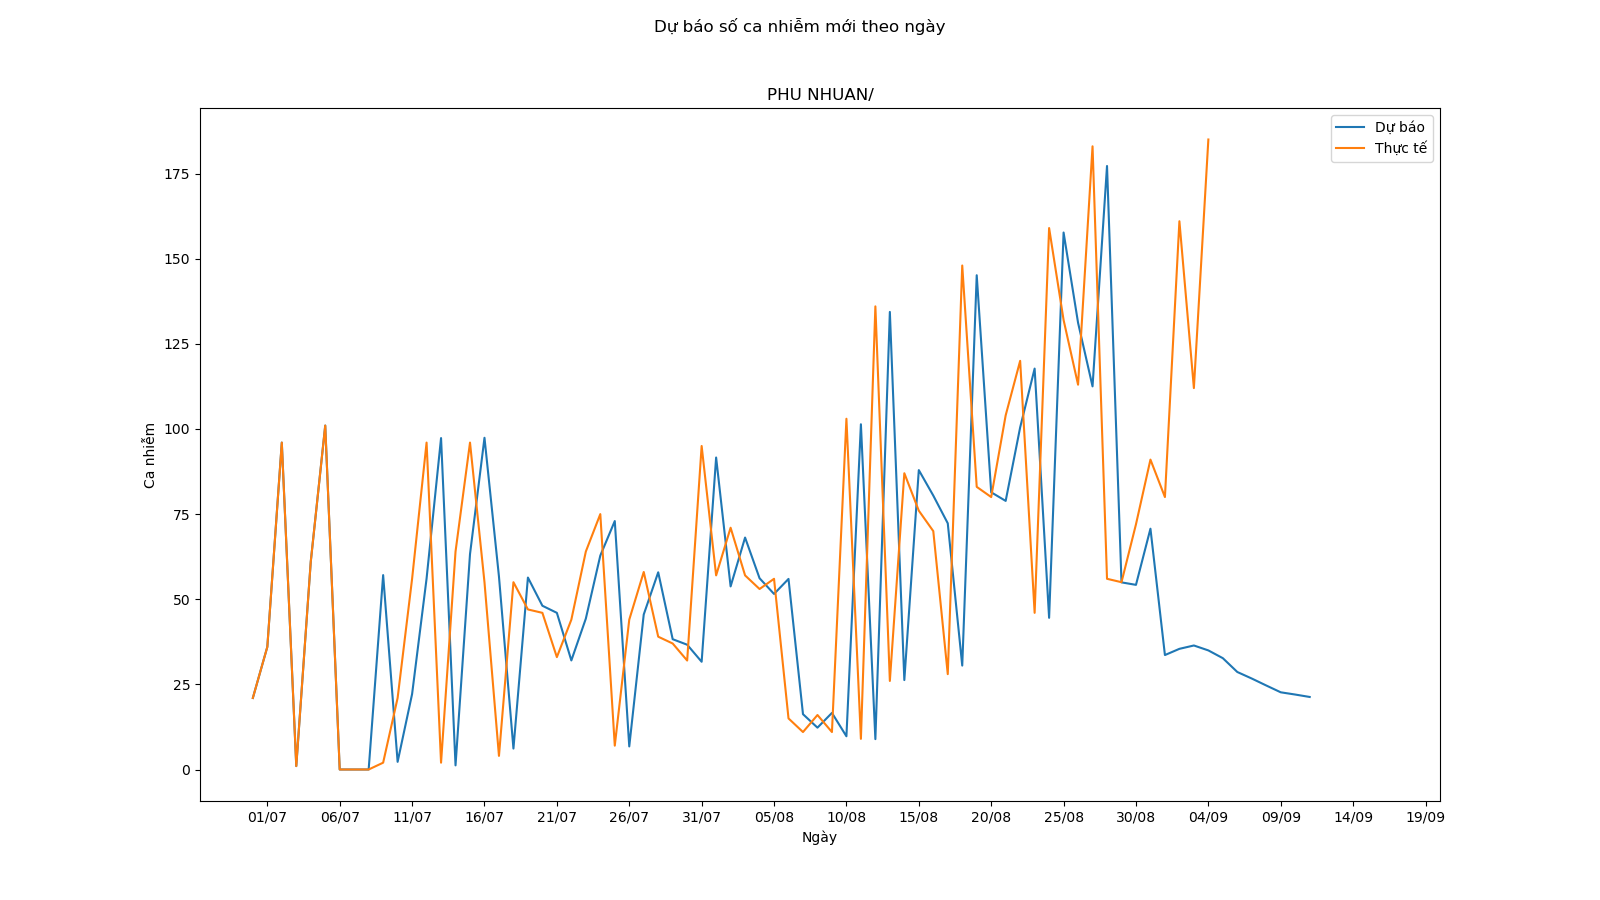 Dự báo số ca nhiễm mới theo ngày
PHU NHUAN/
Dự báo
Thực tế
175
150
125
100
75
50
25
0
Ca nhiễm
01/07 06/07 11/07 16/07 21/07 26/07 31/07 05/08 10/08 15/08 20/08 25/08 30/08 04/09 09/09 14/09 19/09
Ngày